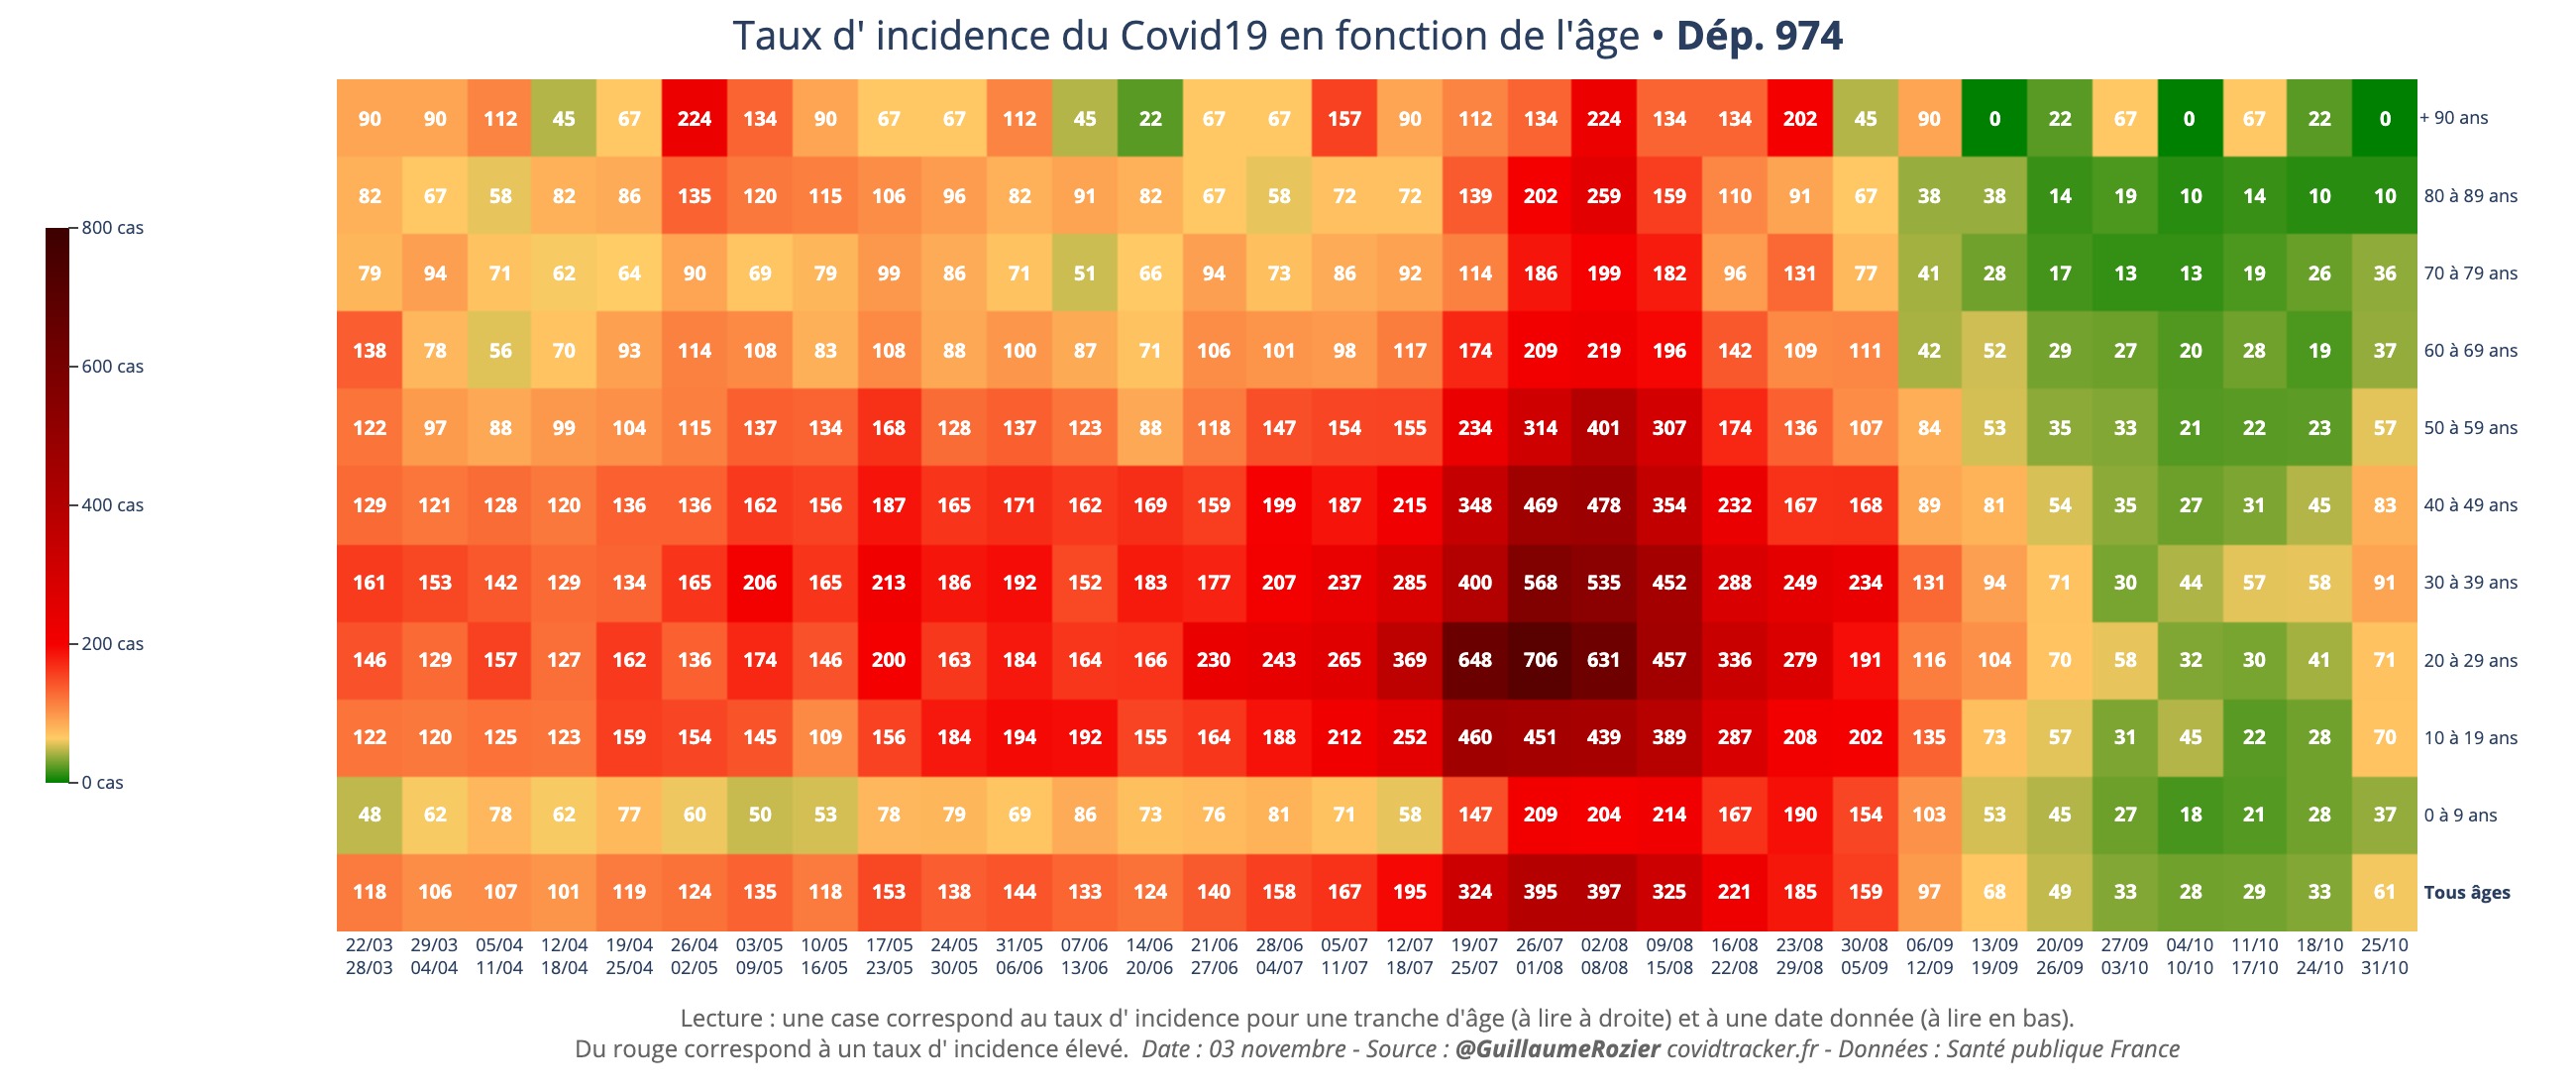 Taux d' incidence du Covid19 en fonction de l'âge • Dép. 974
90 90 112 45 67 224 134 90 67 67 112 45 22 67 67 157 90 112 134 224 134 134 202 45 90 0 22 67 0 67 22 0 + 90 ans
82 67 58 82 86 135 120 115 106 96 82 91 82 67 58 72 72 139 202 259 159 110 91 67 38 38 14 19 10 14 10 10 80 à 89 ans
800 cas
79 94 71 62 64 90 69 79 99 86 71 51 66 94 73 86 92 114 186 199 182 96 131 77 41 28 17 13 13 19 26 36 70 à 79 ans
138 78 56 70 93 114 108 83 108 88 100 87 71 106 101 98 117 174 209 219 196 142 109 111 42 52 29 27 20 28 19 37 60 à 69 ans
600 cas
122 97 88 99 104 115 137 134 168 128 137 123 88 118 147 154 155 234 314 401 307 174 136 107 84 53 35 33 21 22 23 57 50 à 59 ans
400 cas
129 121 128 120 136 136 162 156 187 165 171 162 169 159 199 187 215 348 469 478 354 232 167 168 89 81 54 35 27 31 45 83 40 à 49 ans
161 153 142 129 134 165 206 165 213 186 192 152 183 177 207 237 285 400 568 535 452 288 249 234 131 94 71 30 44 57 58 91 30 à 39 ans
200 cas
146 129 157 127 162 136 174 146 200 163 184 164 166 230 243 265 369 648 706 631 457 336 279 191 116 104 70 58 32 30 41 71 20 à 29 ans
122 120 125 123 159 154 145 109 156 184 194 192 155 164 188 212 252 460 451 439 389 287 208 202 135 73 57 31 45 22 28 70 10 à 19 ans
0 cas
48 62 78 62 77 60 50 53 78 79 69 86 73 76 81 71 58 147 209 204 214 167 190 154 103 53 45 27 18 21 28 37 0 à 9 ans
118 106 107 101 119 124 135 118 153 138 144 133 124 140 158 167 195 324 395 397 325 221 185 159 97 68 49 33 28 29 33 61 Tous âges
22/03 29/03 05/04 12/04 19/04 26/04 03/05 10/05 17/05 24/05 31/05 07/06 14/06 21/06 28/06 05/07 12/07 19/07 26/07 02/08 09/08 16/08 23/08 30/08 06/09 13/09 20/09 27/09 04/10 11/10 18/10 25/10
28/03 04/04 11/04 18/04 25/04 02/05 09/05 16/05 23/05 30/05 06/06 13/06 20/06 27/06 04/07 11/07 18/07 25/07 01/08 08/08 15/08 22/08 29/08 05/09 12/09 19/09 26/09 03/10 10/10 17/10 24/10 31/10
Lecture : une case correspond au taux d' incidence pour une tranche d'âge (à lire à droite) et à une date donnée (à lire en bas).
Du rouge correspond à un taux d' incidence élevé. Date : 03 novembre - Source : @GuillaumeRozier covidtracker.fr - Données : Santé publique France